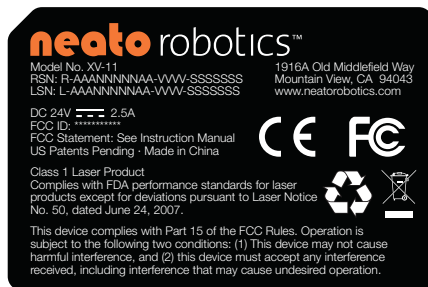 neato robotics™
Model No. XV-11
RSN: R-AAANNNNNAA-VVVV-SSSSSSS
LSN: L-AAANNNNNAA-VVVV-SSSSSSS
1916A Old Middlefield Way
Mountain View, CA  94043
www.neatorobotics.com
DC 24V ⎓ 2.5A
FCC ID: ***********
FCC Statement: See Instruction Manual
US Patents Pending · Made in China
CE FC
Class 1 Laser Product
Complies with FDA performance standards for laser
products except for deviations pursuant to Laser Notice
No. 50, dated June 24, 2007.
This device complies with Part 15 of the FCC Rules. Operation is
subject to the following two conditions: (1) This device may not cause
harmful interference, and (2) this device must accept any interference
received, including interference that may cause undesired operation.